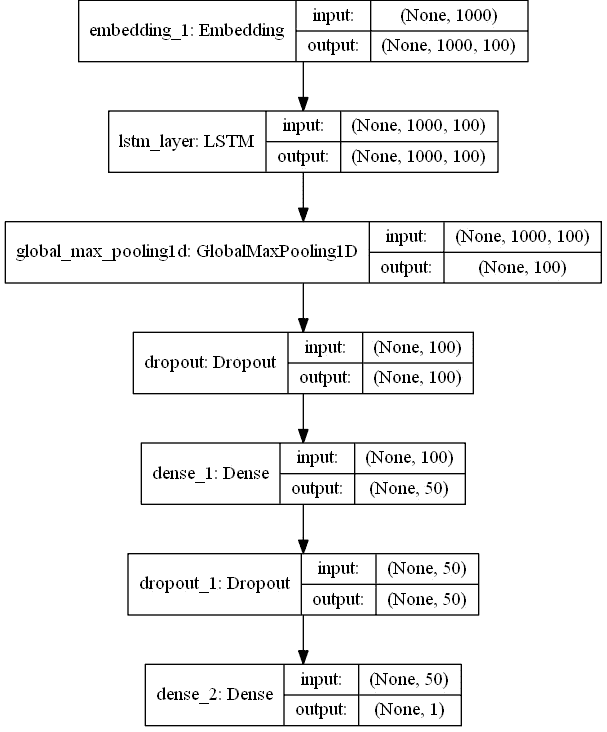 embedding_1: Embedding
input: (None, 1000)
output: (None, 1000, 100)
lstm_layer: LSTM
input: (None, 1000, 100)
output: (None, 1000, 100)
global_max_pooling1d: GlobalMaxPooling1D
input: (None, 1000, 100)
output: (None, 100)
dropout: Dropout
input: (None, 100)
output: (None, 100)
dense_1: Dense
input: (None, 100)
output: (None, 50)
dropout_1: Dropout
input: (None, 50)
output: (None, 50)
dense_2: Dense
input: (None, 50)
output: (None, 1)